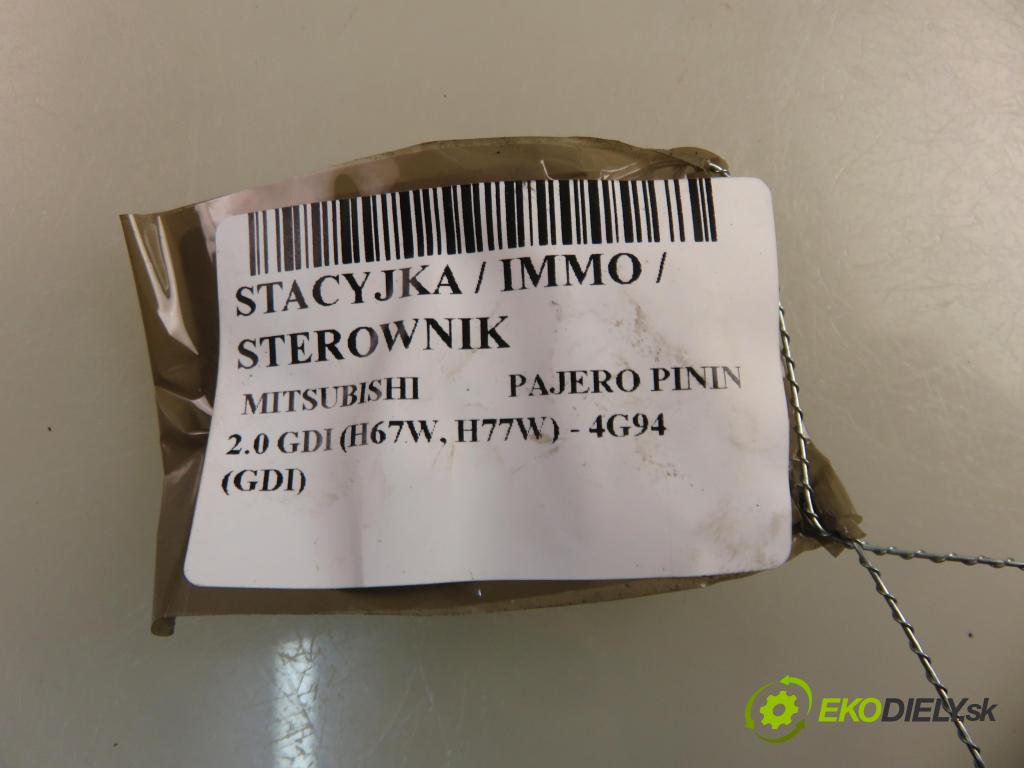 STACYJKA / IMMO /
STEROWNIK
MITSUBISHI PAJERO PININ
2.0 GDI (H67W, H77W) - 4G94
(GDI)
EKODIELY.sk